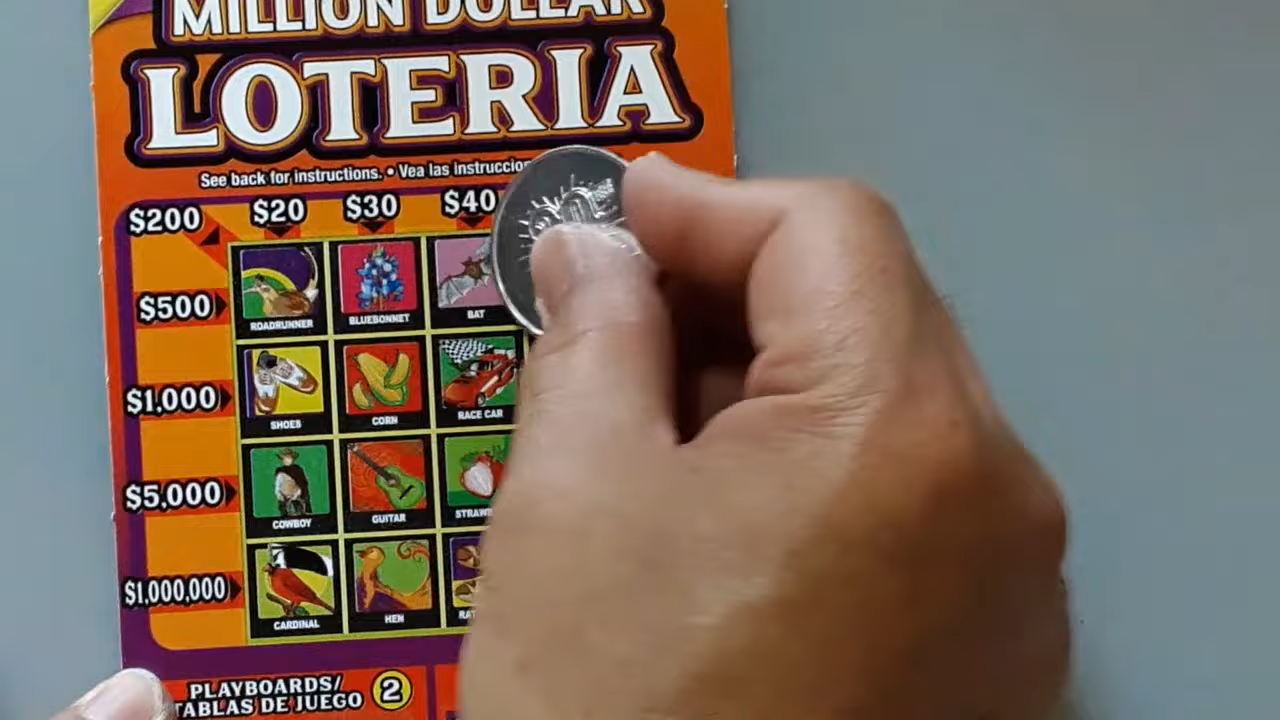 MILLION DOLLAR
LOTERIA
See back for instructions. • Vea las
$200 $20 $30 $40
$500
ROADRUNNER BLUEBONNET BAT
$1,000
SHOES CORN RACE CAR
$5,000
COWBOY GUITAR
$1,000,000
CARDINAL HEN
PLAYBOARDS/
TABLAS DE JUEGO 2